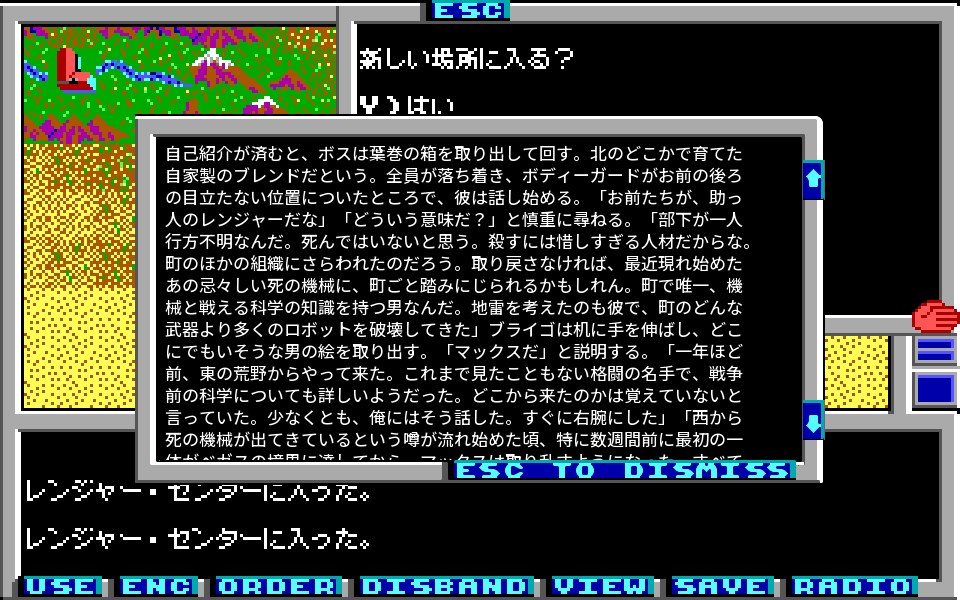 ESC
新しい場所に入る？
Y)はい
自己紹介が済むと、ボスは葉巻の箱を取り出して回す。北のどこかで育てた
自家製のブレンドだという。全員が落ち着き、ボディーガードがお前の後ろ
の目立たない位置についたところで、彼は話し始める。「お前たちが、助っ
人のレンジャーだな」「どういう意味だ？」と慎重に尋ねる。「部下が一人
行方不明なんだ。死んではいないと思う。殺すには惜しすぎる人材だからな。
町のほかの組織にさらわれたのだろう。取り戻さなければ、最近現れ始めた
あの忌々しい死の機械に、町ごと踏みにじられるかもしれん。町で唯一、機
械と戦える科学の知識を持つ男なんだ。地雷を考えたのも彼で、町のどんな
武器より多くのロボットを破壊してきた」ブライゴは机に手を伸ばし、どこ
にでもいそうな男の絵を取り出す。「マックスだ」と説明する。「一年ほど
前、東の荒野からやって来た。これまで見たこともない格闘の名手で、戦争
前の科学についても詳しいようだった。どこから来たのかは覚えていないと
言っていた。少なくとも、俺にはそう話した。すぐに右腕にした」「西から
死の機械が出てきているという噂が流れ始めた頃、特に数週間前に最初の一
ESC TO DISMISS
レンジャー・センターに入った。
レンジャー・センターに入った。
USE ENC ORDER DISBAND VIEW SAVE RADIO